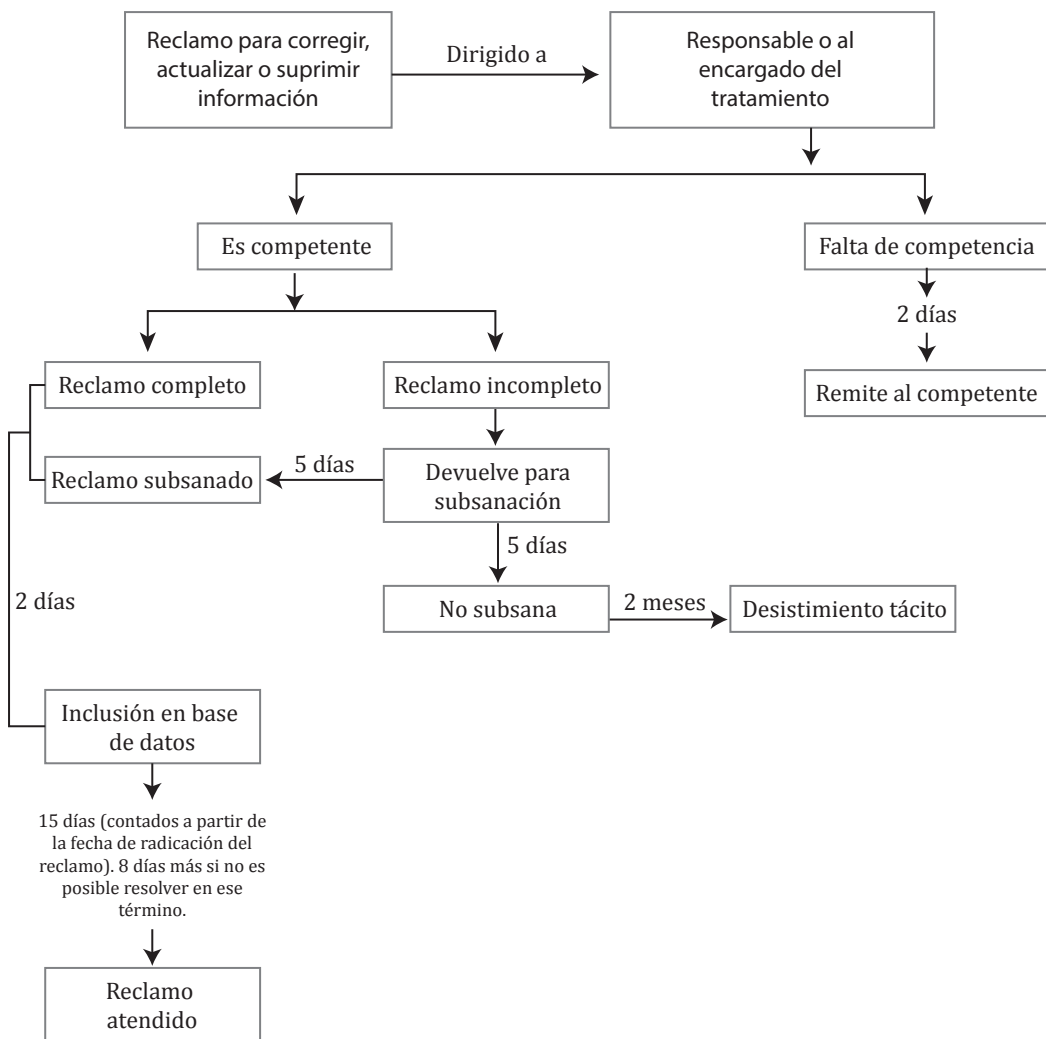 Reclamo para corregir,
actualizar o suprimir
información
Dirigido a
Responsable o al
encargado del
tratamiento
Es competente
Falta de competencia
2 días
Reclamo completo
Reclamo incompleto
Remite al competente
Reclamo subsanado
5 días
Devuelve para
subsanación
5 días
2 días
No subsana
2 meses
Desistimiento tácito
Inclusión en base
de datos
15 días (contados a partir de
la fecha de radicación del
reclamo). 8 días más si no es
posible resolver en ese
término.
Reclamo
atendido